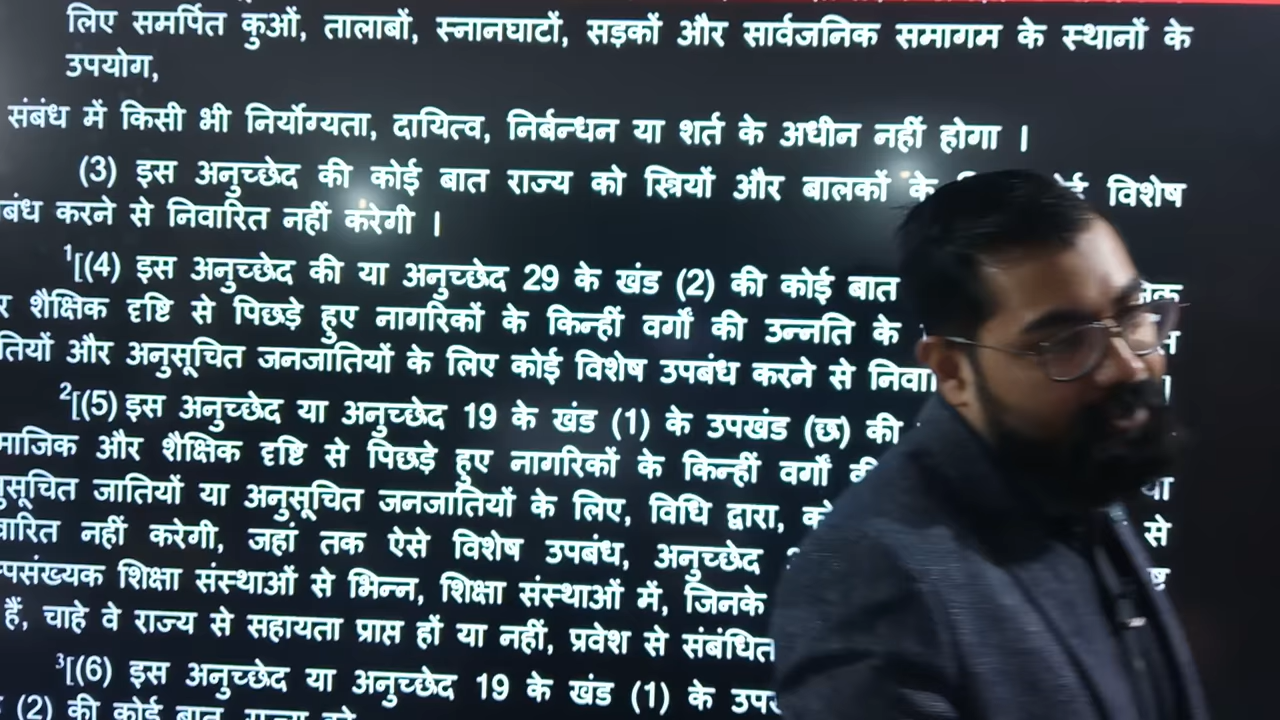 लिए समर्पित कुओं, तालाबों, स्नानघाटों, सड़कों और सार्वजनिक समागम के स्थानों के
उपयोग,
संबंध में किसी भी निर्योग्यता, दायित्व, निर्बन्धन या शर्त के अधीन नहीं होगा ।
(3) इस अनुच्छेद की कोई बात राज्य को स्त्रियों और बालकों के विशेष
बंध करने से निवारित नहीं करेगी ।
¹[(4) इस अनुच्छेद की या अनुच्छेद 29 के खंड (2) की कोई बात
शैक्षिक दृष्टि से पिछड़े हुए नागरिकों के किन्हीं वर्गों की उन्नति के
तियों और अनुसूचित जनजातियों के लिए कोई विशेष उपबंध करने से निवा
²[(5) इस अनुच्छेद या अनुच्छेद 19 के खंड (1) के उपखंड (छ) की
माजिक और शैक्षिक दृष्टि से पिछड़े हुए नागरिकों के किन्हीं वर्गों
सूचित जातियों या अनुसूचित जनजातियों के लिए, विधि द्वारा, से
वारित नहीं करेगी, जहां तक ऐसे विशेष उपबंध, अनुच्छेद
पसंख्यक शिक्षा संस्थाओं से भिन्न, शिक्षा संस्थाओं में, जिनके
हैं, चाहे वे राज्य से सहायता प्राप्त हों या नहीं, प्रवेश से संबंधित
³[(6) इस अनुच्छेद या अनुच्छेद 19 के खंड (1) के उप
(2) की कोई बात राज्य को